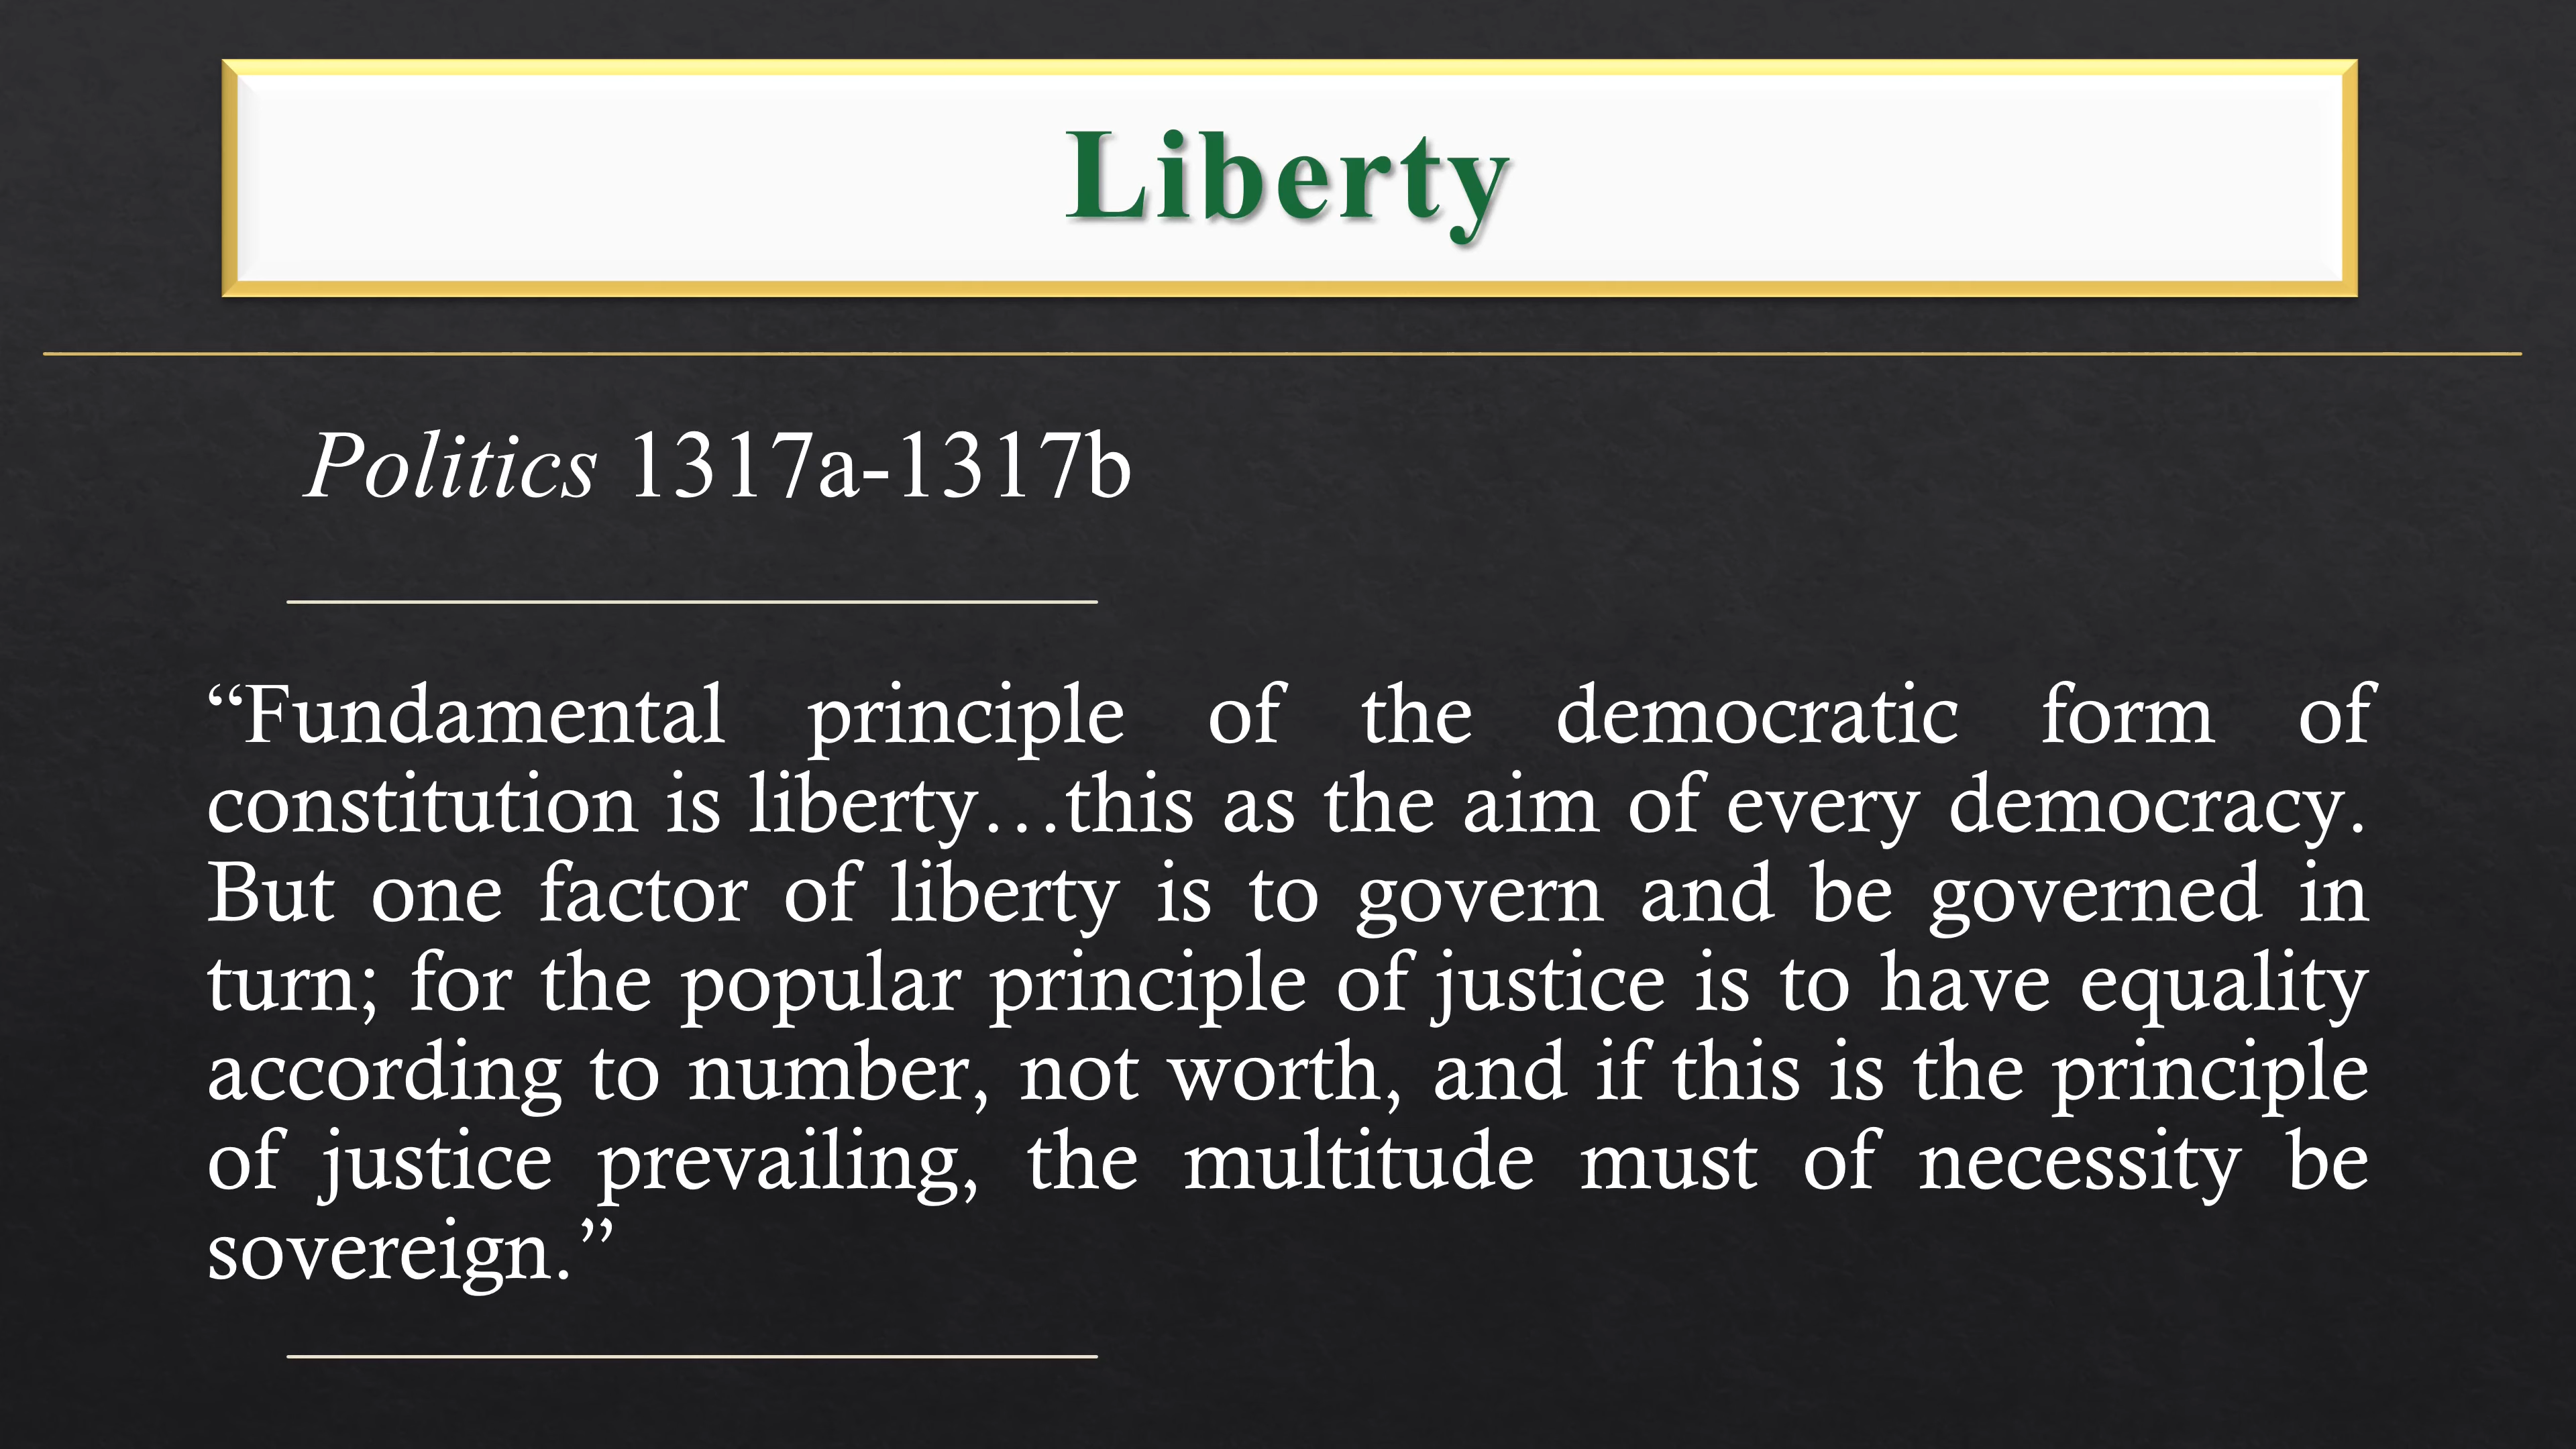 Liberty
Politics 1317a-1317b
“Fundamental principle of the democratic form of
constitution is liberty…this as the aim of every democracy.
But one factor of liberty is to govern and be governed in
turn; for the popular principle of justice is to have equality
according to number, not worth, and if this is the principle
of justice prevailing, the multitude must of necessity be
sovereign.”